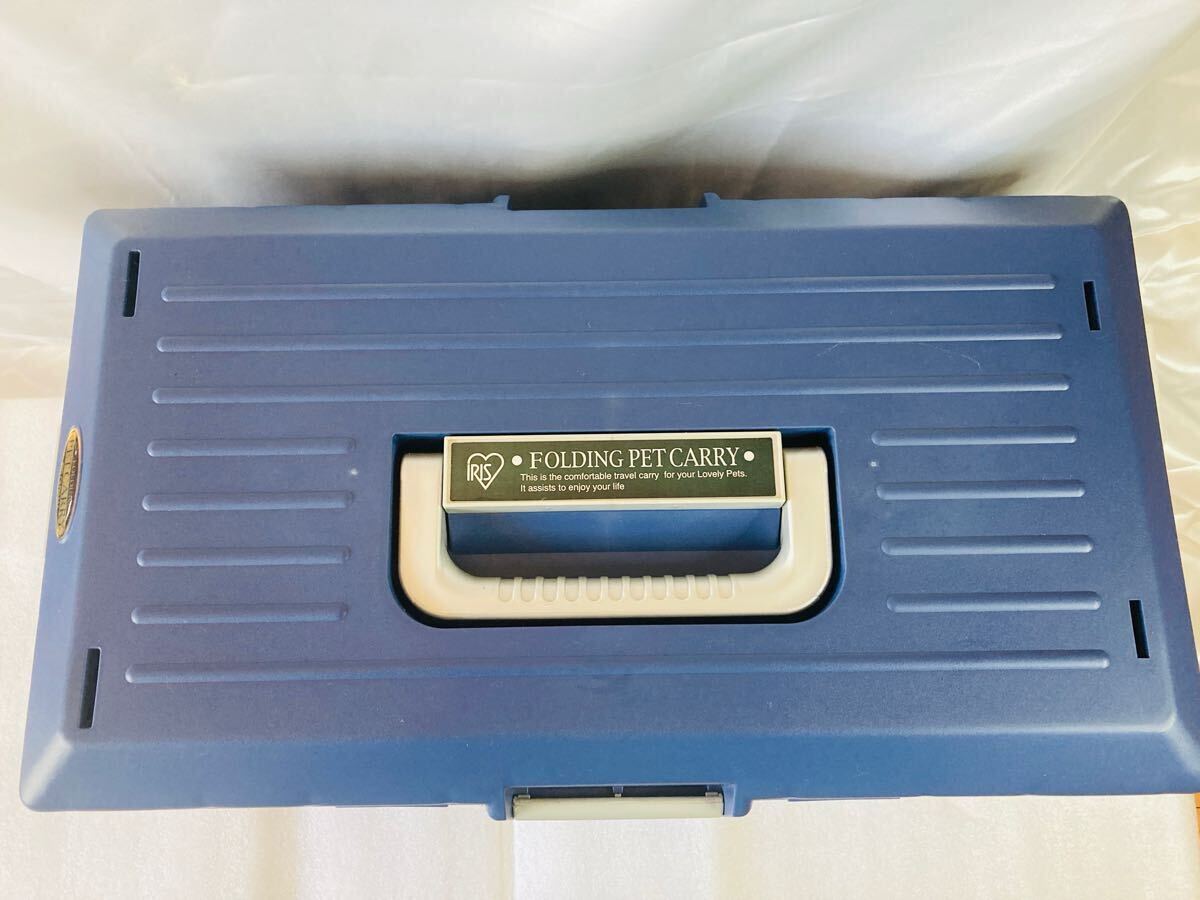 IRIS • FOLDING PET CARRY •
This is the comfortable travel carry for your Lovely Pets.
It assists to enjoy your life